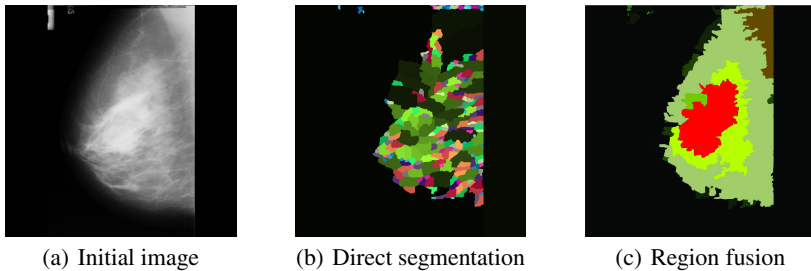 (a) Initial image
(b) Direct segmentation
(c) Region fusion